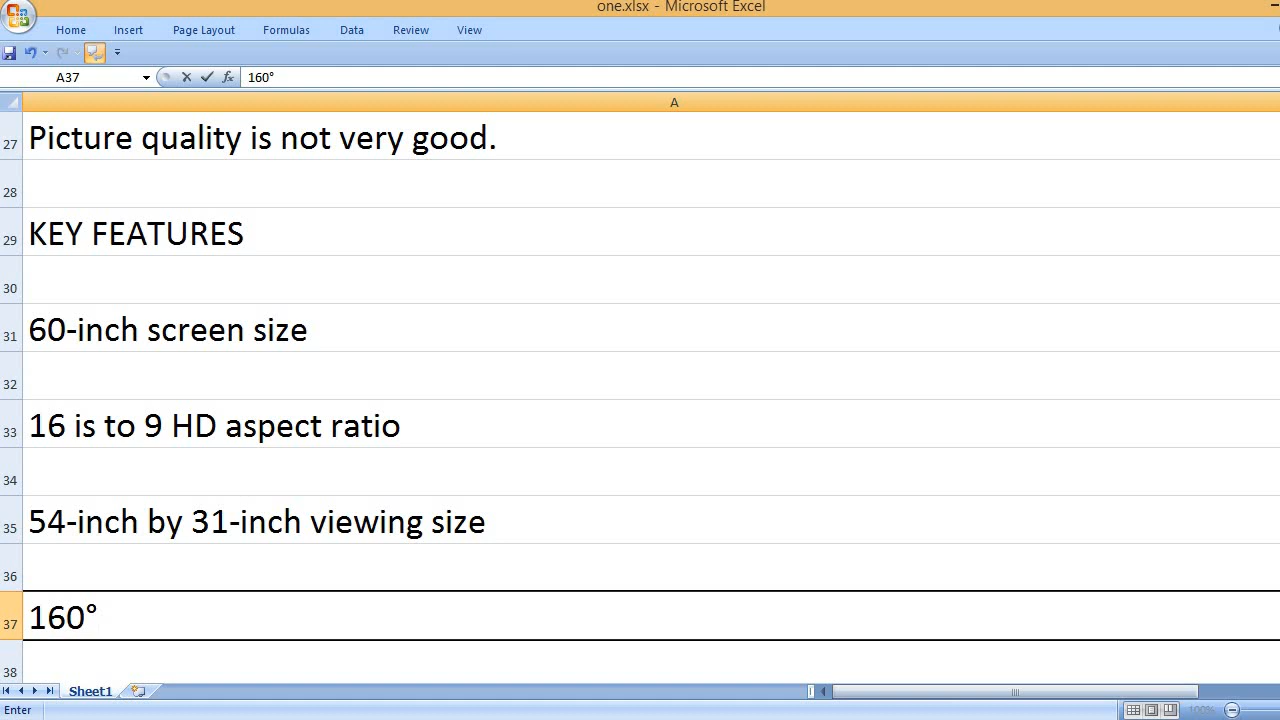 one.xlsx - Microsoft Excel
Home Insert Page Layout Formulas Data Review View
A37 fx 160°
A
27 Picture quality is not very good.
28
29 KEY FEATURES
30
31 60-inch screen size
32
33 16 is to 9 HD aspect ratio
34
35 54-inch by 31-inch viewing size
36
37 160°
38
Sheet1
Enter 100%